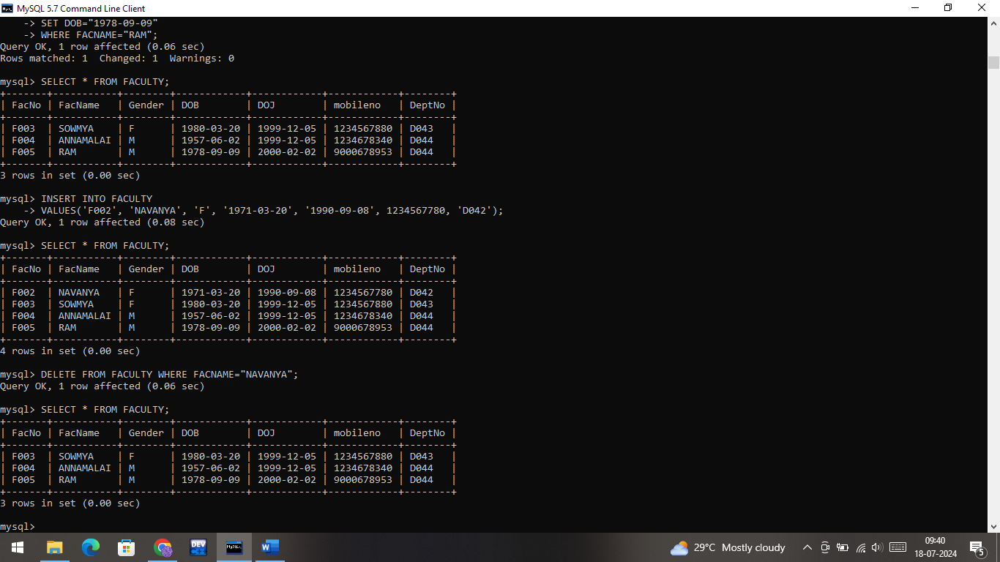 MySQL 5.7 Command Line Client
    -> SET DOB="1978-09-09"
    -> WHERE FACNAME="RAM";
Query OK, 1 row affected (0.06 sec)
Rows matched: 1  Changed: 1  Warnings: 0

mysql> SELECT * FROM FACULTY;
+-------+-----------+--------+------------+------------+------------+--------+
| FacNo | FacName   | Gender | DOB        | DOJ        | mobileno   | DeptNo |
+-------+-----------+--------+------------+------------+------------+--------+
| F003  | SOWMYA    | F      | 1980-03-20 | 1999-12-05 | 1234567880 | D043   |
| F004  | ANNAMALAI | M      | 1957-06-02 | 1999-12-05 | 1234678340 | D044   |
| F005  | RAM       | M      | 1978-09-09 | 2000-02-02 | 9000678953 | D044   |
+-------+-----------+--------+------------+------------+------------+--------+
3 rows in set (0.00 sec)

mysql> INSERT INTO FACULTY
    -> VALUES('F002', 'NAVANYA', 'F', '1971-03-20', '1990-09-08', 1234567780, 'D042');
Query OK, 1 row affected (0.08 sec)

mysql> SELECT * FROM FACULTY;
+-------+-----------+--------+------------+------------+------------+--------+
| FacNo | FacName   | Gender | DOB        | DOJ        | mobileno   | DeptNo |
+-------+-----------+--------+------------+------------+------------+--------+
| F002  | NAVANYA   | F      | 1971-03-20 | 1990-09-08 | 1234567780 | D042   |
| F003  | SOWMYA    | F      | 1980-03-20 | 1999-12-05 | 1234567880 | D043   |
| F004  | ANNAMALAI | M      | 1957-06-02 | 1999-12-05 | 1234678340 | D044   |
| F005  | RAM       | M      | 1978-09-09 | 2000-02-02 | 9000678953 | D044   |
+-------+-----------+--------+------------+------------+------------+--------+
4 rows in set (0.00 sec)

mysql> DELETE FROM FACULTY WHERE FACNAME="NAVANYA";
Query OK, 1 row affected (0.06 sec)

mysql> SELECT * FROM FACULTY;
+-------+-----------+--------+------------+------------+------------+--------+
| FacNo | FacName   | Gender | DOB        | DOJ        | mobileno   | DeptNo |
+-------+-----------+--------+------------+------------+------------+--------+
| F003  | SOWMYA    | F      | 1980-03-20 | 1999-12-05 | 1234567880 | D043   |
| F004  | ANNAMALAI | M      | 1957-06-02 | 1999-12-05 | 1234678340 | D044   |
| F005  | RAM       | M      | 1978-09-09 | 2000-02-02 | 9000678953 | D044   |
+-------+-----------+--------+------------+------------+------------+--------+
3 rows in set (0.00 sec)

mysql>
DEV
MySQL
W
29°C Mostly cloudy
09:40
18-07-2024
5